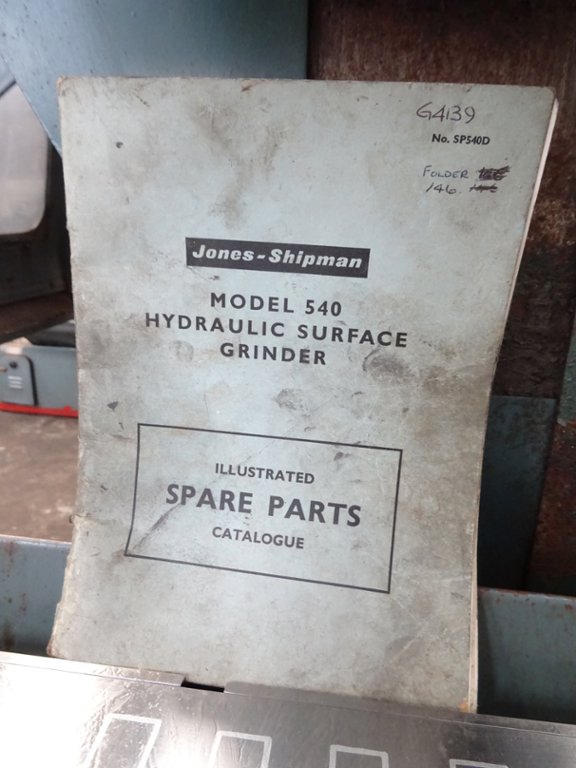 G4139
No. SP540D
FOLDER
146.
Jones-Shipman
MODEL 540
HYDRAULIC SURFACE
GRINDER
ILLUSTRATED
SPARE PARTS
CATALOGUE